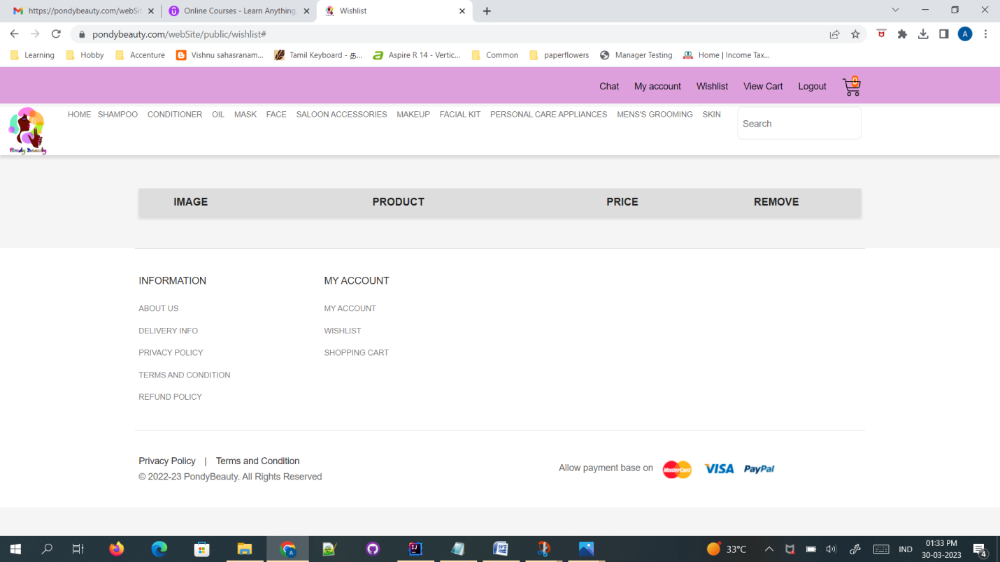 https://pondybeauty.com/webSit
Online Courses - Learn Anything,
Wishlist
pondybeauty.com/webSite/public/wishlist#
A
Learning Hobby Accenture Vishnu sahasranam... Tamil Keyboard - த... Aspire R 14 - Vertic... Common paperflowers Manager Testing Home | Income Tax...
Chat My account Wishlist View Cart Logout 0
Pondy Beauty
HOME SHAMPOO CONDITIONER OIL MASK FACE SALOON ACCESSORIES MAKEUP FACIAL KIT PERSONAL CARE APPLIANCES MENS'S GROOMING SKIN
Search
IMAGE PRODUCT PRICE REMOVE
INFORMATION
ABOUT US
DELIVERY INFO
PRIVACY POLICY
TERMS AND CONDITION
REFUND POLICY
MY ACCOUNT
MY ACCOUNT
WISHLIST
SHOPPING CART
Privacy Policy | Terms and Condition
© 2022-23 PondyBeauty. All Rights Reserved
Allow payment base on MasterCard VISA PayPal
33°C
IND
01:33 PM
30-03-2023
4